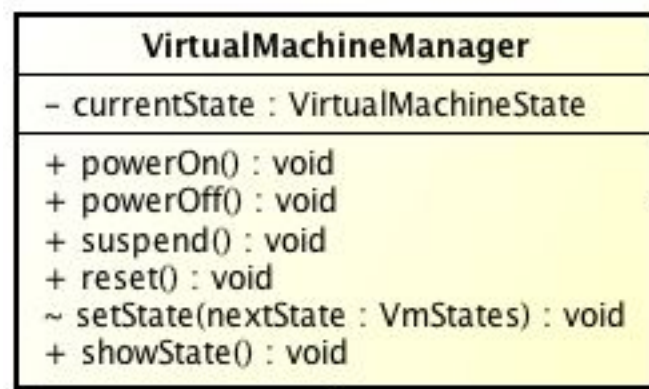 VirtualMachineManager
- currentState : VirtualMachineState
+ powerOn() : void
+ powerOff() : void
+ suspend() : void
+ reset() : void
~ setState(nextState : VmStates) : void
+ showState() : void